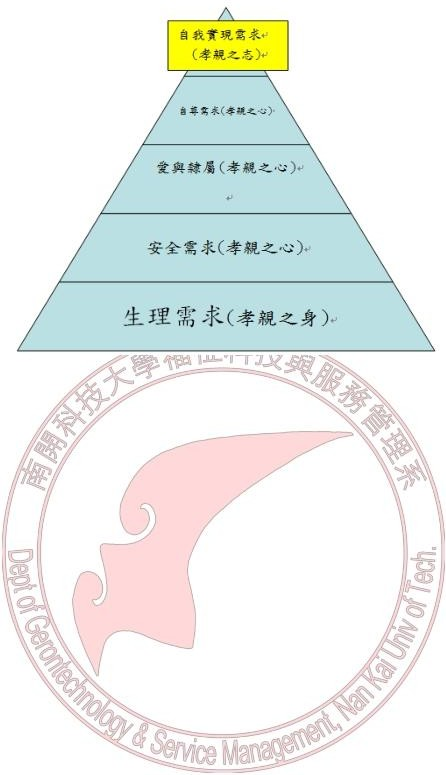 自我實現需求
(孝親之志)
自尊需求(孝親之心)
愛與隸屬(孝親之心)
安全需求(孝親之心)
生理需求(孝親之身)
南開科技大學福祉科技與服務管理系
Dept of Gerontechnology & Service Management, Nan Kai Univ of Tech.